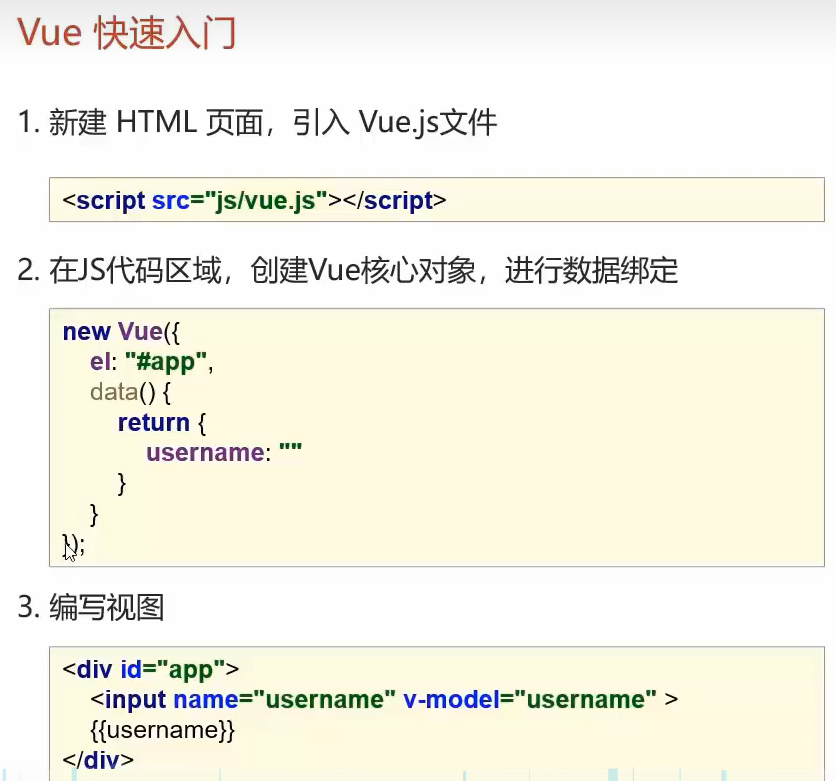 Vue 快速入门
1. 新建 HTML 页面，引入 Vue.js文件
<script src="js/vue.js"></script>
2. 在JS代码区域，创建Vue核心对象，进行数据绑定
new Vue({
    el: "#app",
    data() {
        return {
            username: ""
        }
    }
});
3. 编写视图
<div id="app">
    <input name="username" v-model="username" >
    {{username}}
</div>